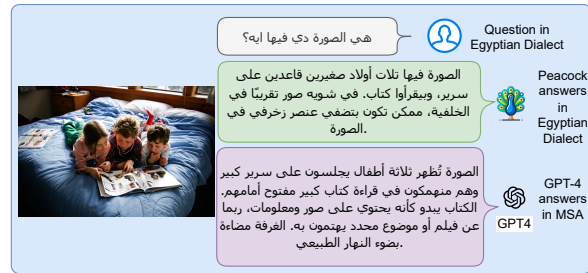 هي الصورة دي فيها ايه؟
Question in
Egyptian Dialect
الصورة فيها تلات أولاد صغيرين قاعدين على
سرير، وبيقرأوا كتاب. في شويه صور تقريبًا في
الخلفية، ممكن تكون بتضفي عنصر زخرفي في
الصورة.
Peacock
answers
in
Egyptian
Dialect
الصورة تُظهر ثلاثة أطفال يجلسون على سرير كبير
وهم منهمكون في قراءة كتاب كبير مفتوح أمامهم.
الكتاب يبدو كأنه يحتوي على صور ومعلومات، ربما
عن فيلم أو موضوع محدد يهتمون به. الغرفة مضاءة
بضوء النهار الطبيعي.
GPT4
GPT-4
answers
in MSA